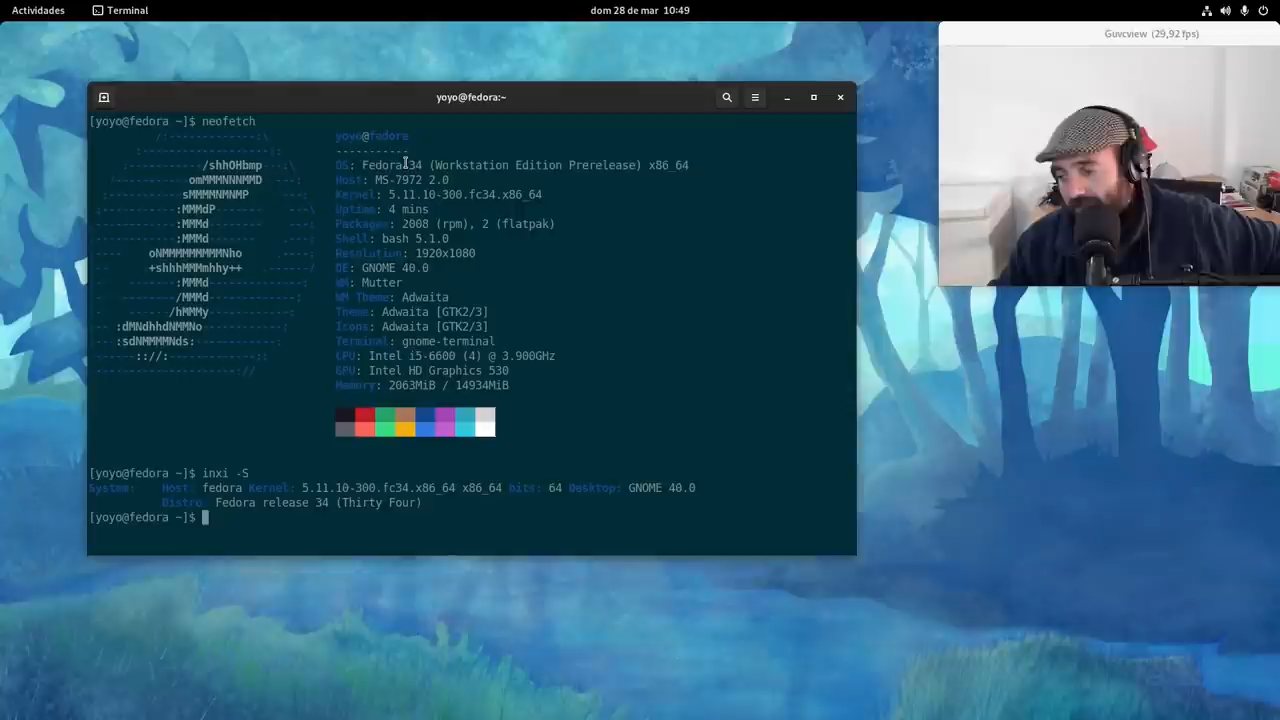 Actividades
Terminal
dom 28 de mar 10:49
Guvcview (29,92 fps)
yoyo@fedora:~
[yoyo@fedora ~]$ neofetch
yoyo@fedora
-----------
OS: Fedora 34 (Workstation Edition Prerelease) x86_64
Host: MS-7972 2.0
Kernel: 5.11.10-300.fc34.x86_64
Uptime: 4 mins
Packages: 2008 (rpm), 2 (flatpak)
Shell: bash 5.1.0
Resolution: 1920x1080
DE: GNOME 40.0
WM: Mutter
WM Theme: Adwaita
Theme: Adwaita [GTK2/3]
Icons: Adwaita [GTK2/3]
Terminal: gnome-terminal
CPU: Intel i5-6600 (4) @ 3.900GHz
GPU: Intel HD Graphics 530
Memory: 2063MiB / 14934MiB
[yoyo@fedora ~]$ inxi -S
System: Host: fedora Kernel: 5.11.10-300.fc34.x86_64 x86_64 bits: 64 Desktop: GNOME 40.0
Distro: Fedora release 34 (Thirty Four)
[yoyo@fedora ~]$